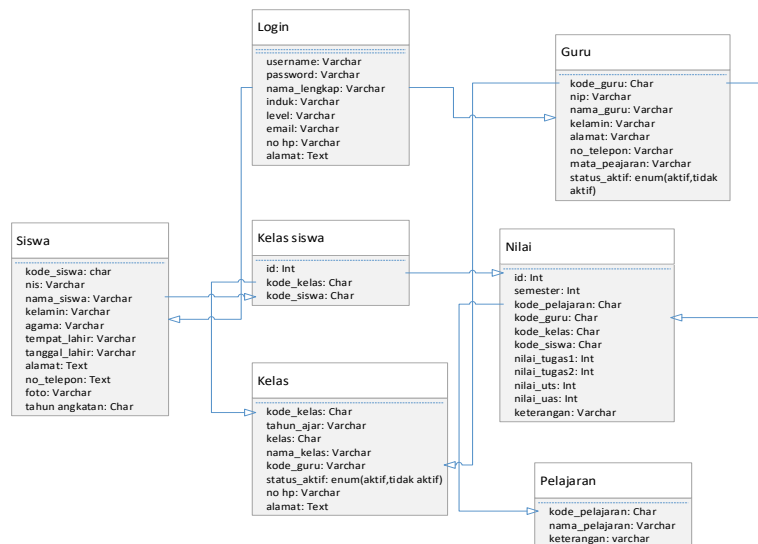 Login
username: Varchar
password: Varchar
nama_lengkap: Varchar
induk: Varchar
level: Varchar
email: Varchar
no hp: Varchar
alamat: Text
Guru
kode_guru: Char
nip: Varchar
nama_guru: Varchar
kelamin: Varchar
alamat: Varchar
no_telepon: Varchar
mata_peajaran: Varchar
status_aktif: enum(aktif,tidak
aktif)
Siswa
kode_siswa: char
nis: Varchar
nama_siswa: Varchar
kelamin: Varchar
agama: Varchar
tempat_lahir: Varchar
tanggal_lahir: Varchar
alamat: Text
no_telepon: Text
foto: Varchar
tahun angkatan: Char
Kelas siswa
id: Int
kode_kelas: Char
kode_siswa: Char
Nilai
id: Int
semester: Int
kode_pelajaran: Char
kode_guru: Char
kode_kelas: Char
kode_siswa: Char
nilai_tugas1: Int
nilai_tugas2: Int
nilai_uts: Int
nilai_uas: Int
keterangan: Varchar
Kelas
kode_kelas: Char
tahun_ajar: Varchar
kelas: Char
nama_kelas: Varchar
kode_guru: Varchar
status_aktif: enum(aktif,tidak aktif)
no hp: Varchar
alamat: Text
Pelajaran
kode_pelajaran: Char
nama_pelajaran: Varchar
keterangan: varchar